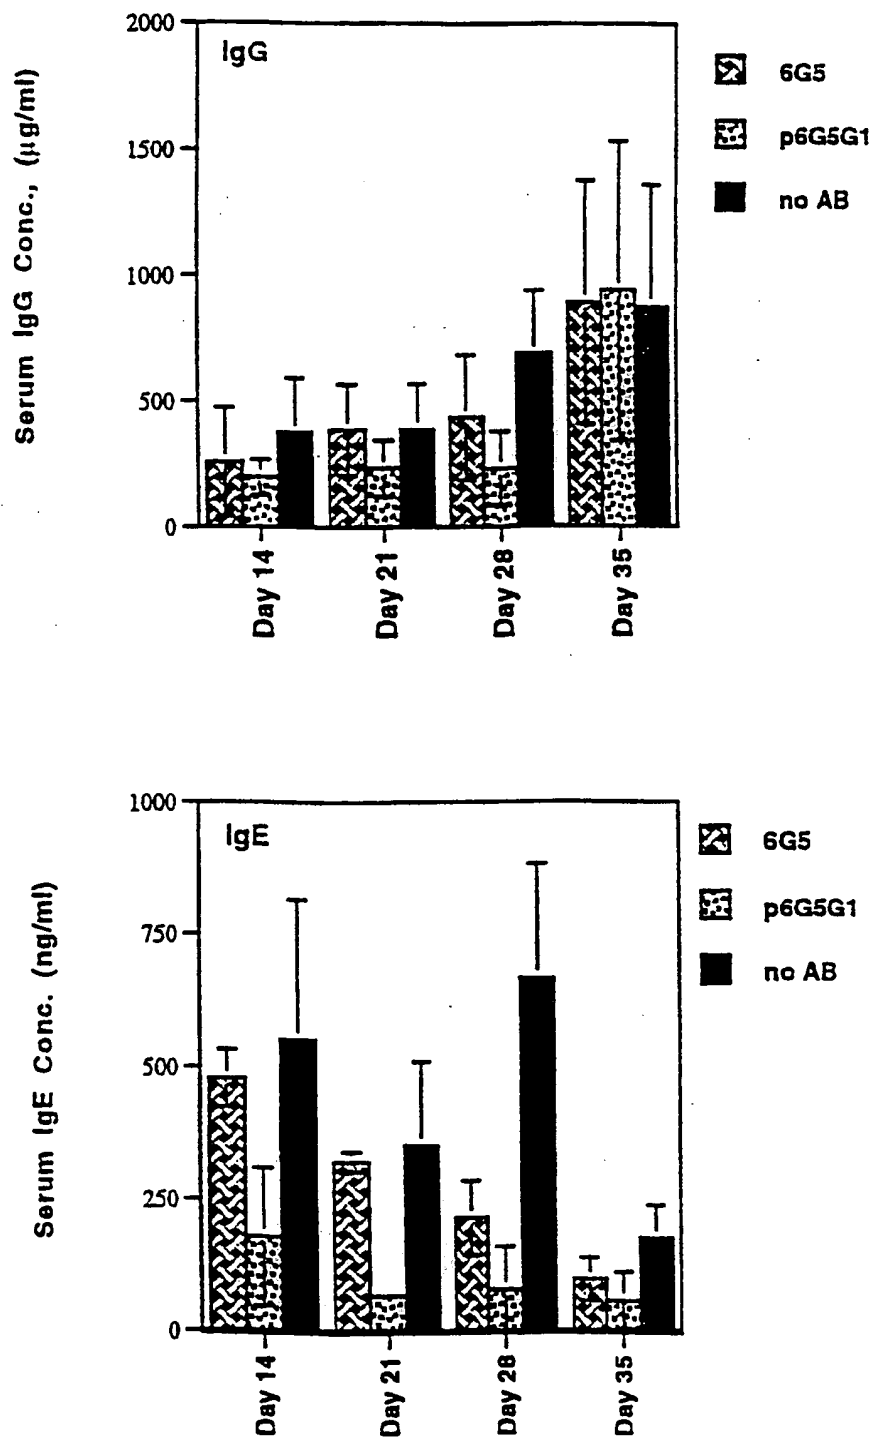 2000
IgG
1500
1000
500
0
Serum IgG Conc., (μg/ml)
Day 14
Day 21
Day 28
Day 35
6G5
p6G5G1
no AB
1000
IgE
750
500
250
0
Serum IgE Conc. (ng/ml)
Day 14
Day 21
Day 28
Day 35
6G5
p6G5G1
no AB